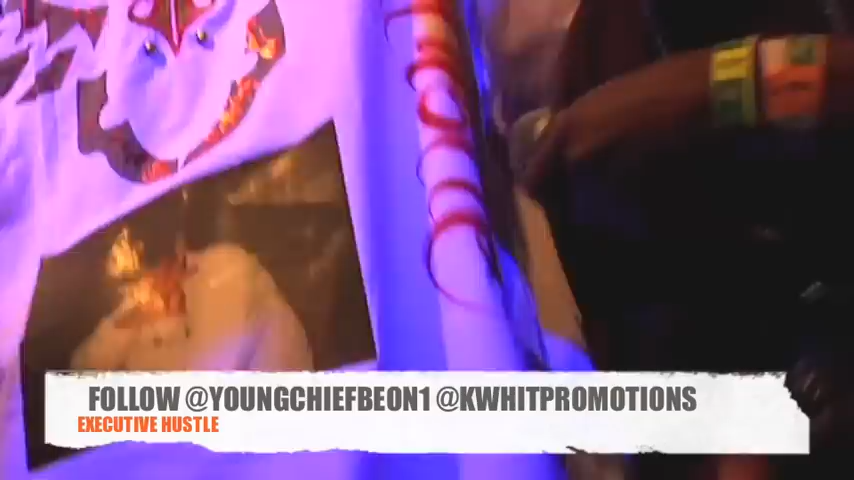 FOLLOW @YOUNGCHIEFBEON1 @KWHITPROMOTIONS
EXECUTIVE HUSTLE